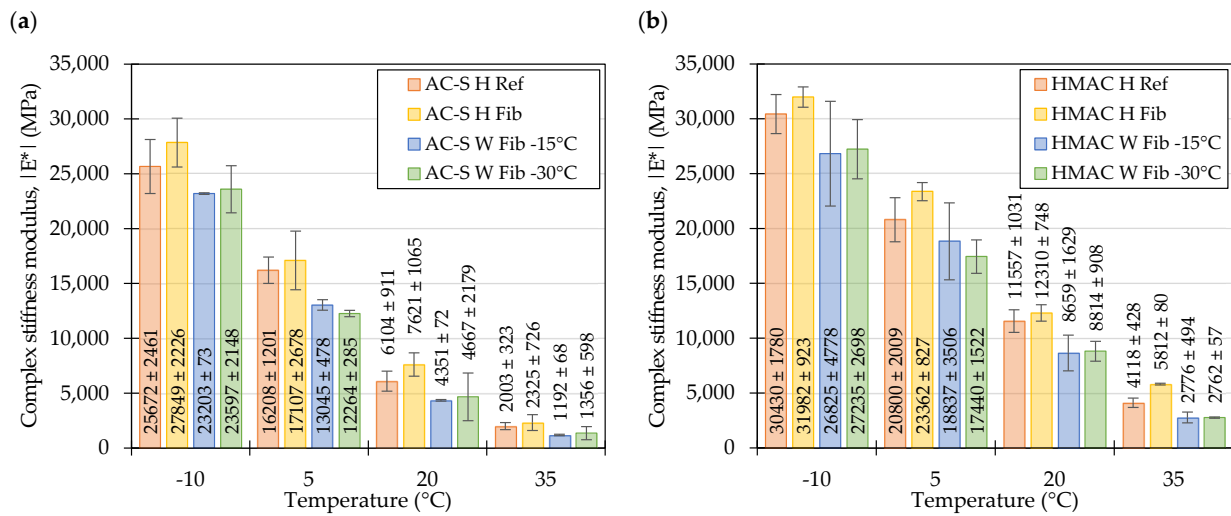 (a)
Complex stiffness modulus, |E*| (MPa)
35,000
30,000
25,000
20,000
15,000
10,000
5,000
0
AC-S H Ref
AC-S H Fib
AC-S W Fib -15°C
AC-S W Fib -30°C
25672 ± 2461
27849 ± 2226
23203 ± 73
23597 ± 2148
16208 ± 1201
17107 ± 2678
13045 ± 478
12264 ± 285
6104 ± 911
7621 ± 1065
4351 ± 72
4667 ± 2179
2003 ± 323
2325 ± 726
1192 ± 68
1356 ± 598
-10
5
20
35
Temperature (°C)
(b)
Complex stiffness modulus, |E*| (MPa)
35,000
30,000
25,000
20,000
15,000
10,000
5,000
0
HMAC H Ref
HMAC H Fib
HMAC W Fib -15°C
HMAC W Fib -30°C
30430 ± 1780
31982 ± 923
26825 ± 4778
27235 ± 2698
20800 ± 2009
23362 ± 827
18837 ± 3506
17440 ± 1522
11557 ± 1031
12310 ± 748
8659 ± 1629
8814 ± 908
4118 ± 428
5812 ± 80
2776 ± 494
2762 ± 57
-10
5
20
35
Temperature (°C)